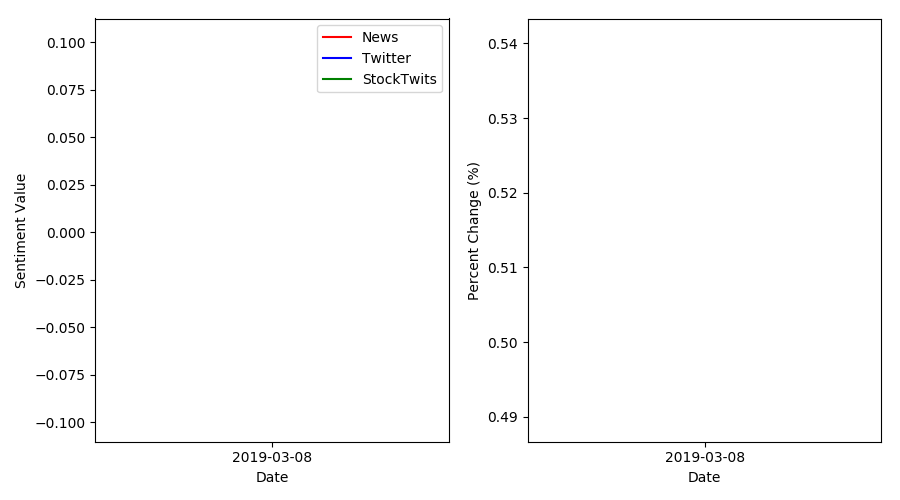 0.100
0.075
0.050
0.025
0.000
−0.025
−0.050
−0.075
−0.100
Sentiment Value
2019-03-08
Date
News
Twitter
StockTwits
0.54
0.53
0.52
0.51
0.50
0.49
Percent Change (%)
2019-03-08
Date